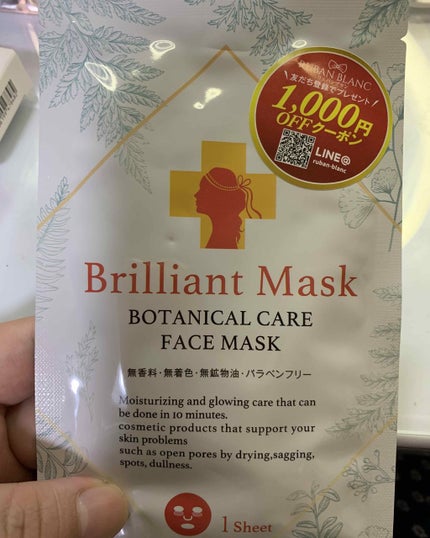 RUBAN BLANC
友だち登録でプレゼント
1,000円
OFFクーポン
LINE@
ruban-blanc
Brilliant Mask
BOTANICAL CARE
FACE MASK
無香料・無着色・無鉱物油・パラベンフリー
Moisturizing and glowing care that can
be done in 10 minutes.
cosmetic products that support your
skin problems
such as open pores by drying,sagging,
spots, dullness.
1 Sheet